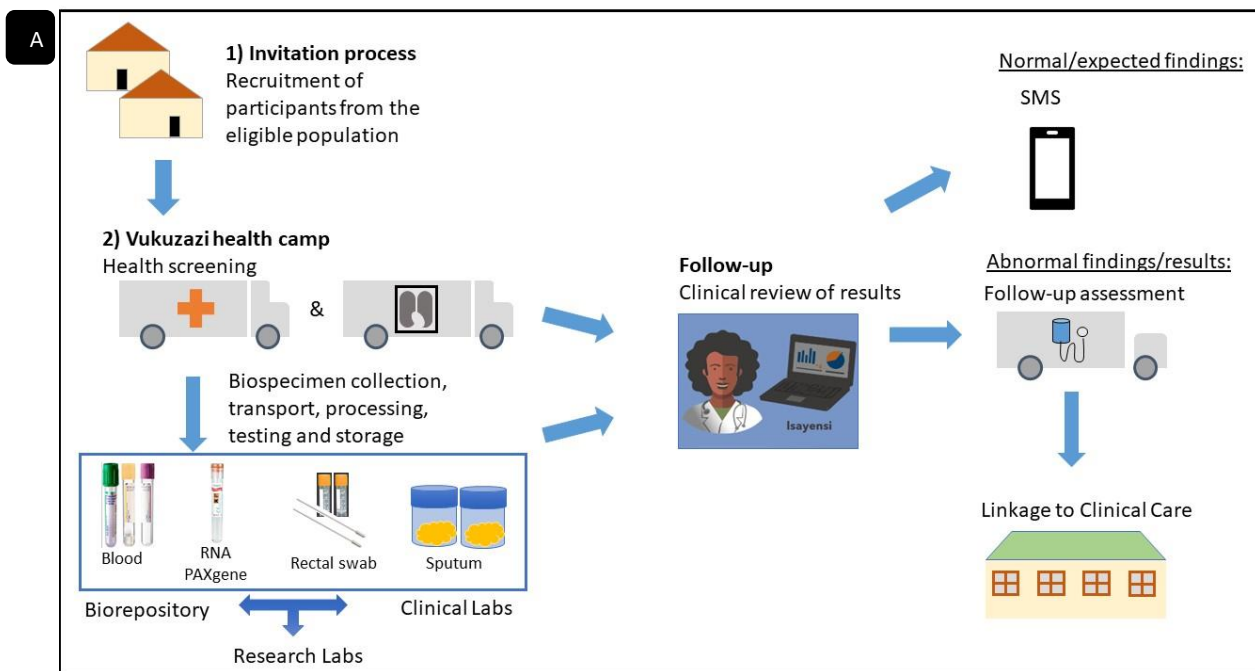 A
1) Invitation process
Recruitment of
participants from the
eligible population
2) Vukuzazi health camp
Health screening
&
Biospecimen collection,
transport, processing,
testing and storage
Blood
RNA
PAXgene
Rectal swab
Sputum
Biorepository
Clinical Labs
Research Labs
Follow-up
Clinical review of results
Isayensi
Normal/expected findings:
SMS
Abnormal findings/results:
Follow-up assessment
Linkage to Clinical Care